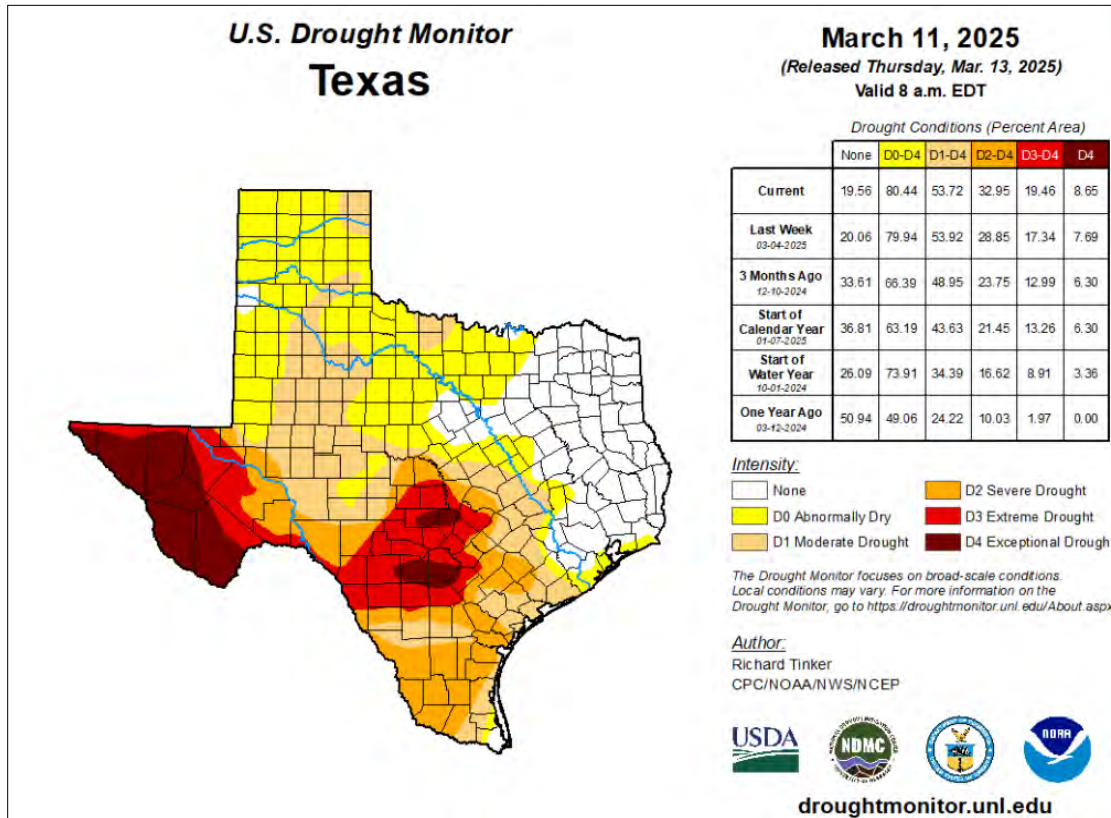 U.S. Drought Monitor
Texas
March 11, 2025
(Released Thursday, Mar. 13, 2025)
Valid 8 a.m. EDT
Drought Conditions (Percent Area)
None D0-D4 D1-D4 D2-D4 D3-D4 D4
Current 19.56 80.44 53.72 32.95 19.46 8.65
Last Week
03-04-2025 20.06 79.94 53.92 28.85 17.34 7.69
3 Months Ago
12-10-2024 33.61 66.39 48.95 23.75 12.99 6.30
Start of
Calendar Year
01-07-2025 36.81 63.19 43.63 21.45 13.26 6.30
Start of
Water Year
10-01-2024 26.09 73.91 34.39 16.62 8.91 3.36
One Year Ago
03-12-2024 50.94 49.06 24.22 10.03 1.97 0.00
Intensity:
None
D0 Abnormally Dry
D1 Moderate Drought
D2 Severe Drought
D3 Extreme Drought
D4 Exceptional Drough
The Drought Monitor focuses on broad-scale conditions.
Local conditions may vary. For more information on the
Drought Monitor, go to https://droughtmonitor.unl.edu/About.aspx
Author:
Richard Tinker
CPC/NOAA/NWS/NCEP
USDA
NDMC
NOAA
droughtmonitor.unl.edu